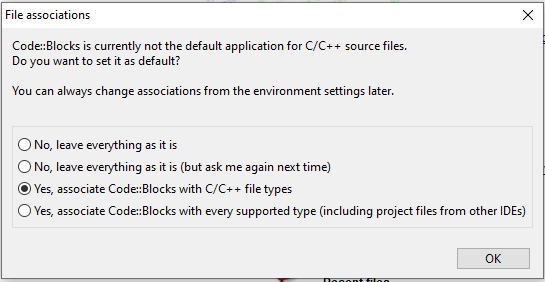 File associations
Code::Blocks is currently not the default application for C/C++ source files.
Do you want to set it as default?
You can always change associations from the environment settings later.
No, leave everything as it is
No, leave everything as it is (but ask me again next time)
Yes, associate Code::Blocks with C/C++ file types
Yes, associate Code::Blocks with every supported type (including project files from other IDEs)
OK
Recent files